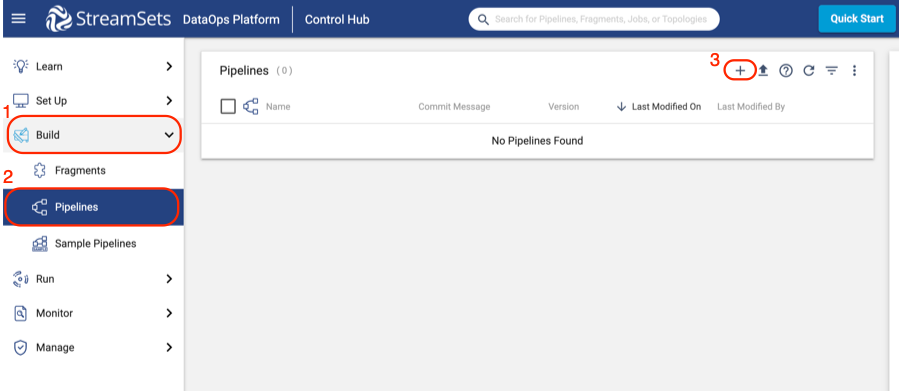 StreamSets DataOps Platform Control Hub Search for Pipelines, Fragments, Jobs, or Topologies Quick Start
Learn
Set Up
1
Build
2
Fragments
Pipelines
Sample Pipelines
Run
Monitor
Manage
Pipelines (0)
3
Name Commit Message Version Last Modified On Last Modified By
No Pipelines Found